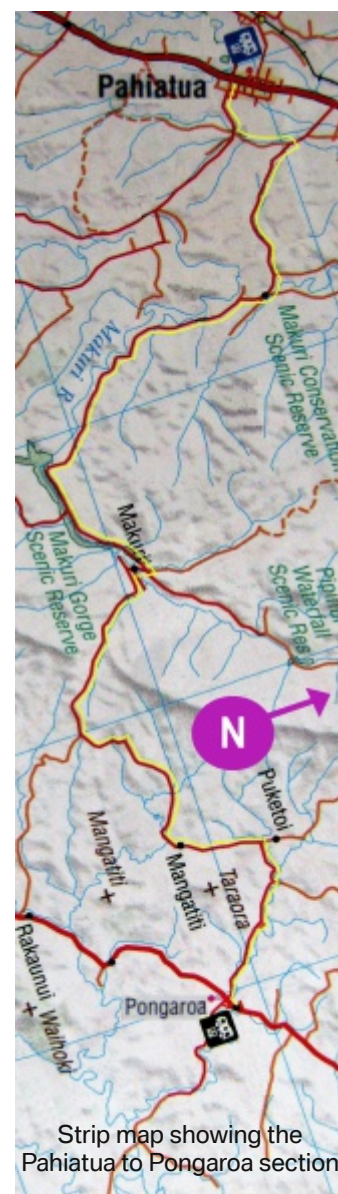 Pahiatua
Makuri Conservation
Scenic Reserve
Makuri R
Makuri
Makuri Gorge
Scenic Reserve
Waterfall
Scenic Res
N
Puketoi
Taraora
Mangatiti
Mangatiti
Rakaunui
Waihoki
Pongaroa
Strip map showing the
Pahiatua to Pongaroa section